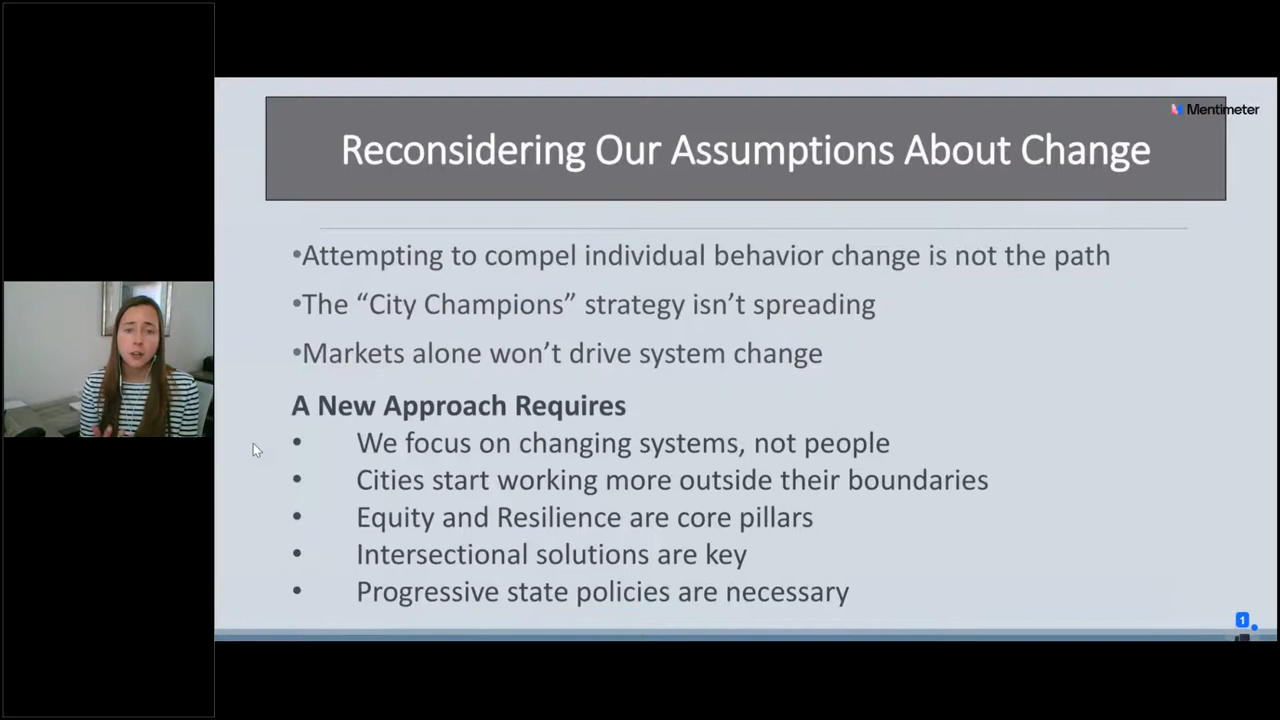 Mentimeter
Reconsidering Our Assumptions About Change
•Attempting to compel individual behavior change is not the path
•The “City Champions” strategy isn’t spreading
•Markets alone won’t drive system change
A New Approach Requires
• We focus on changing systems, not people
• Cities start working more outside their boundaries
• Equity and Resilience are core pillars
• Intersectional solutions are key
• Progressive state policies are necessary
1